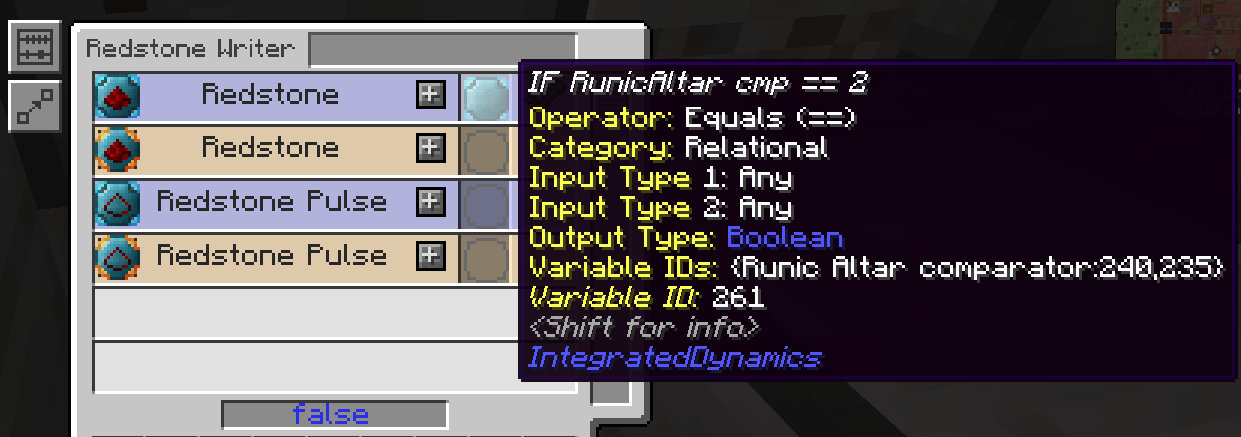 Redstone Writer
Redstone
Redstone
Redstone Pulse
Redstone Pulse
false
IF RunicAltar cmp == 2
Operator: Equals (==)
Category: Relational
Input Type 1: Any
Input Type 2: Any
Output Type: Boolean
Variable IDs: {Runic Altar comparator:240,235}
Variable ID: 261
<Shift for info>
IntegratedDynamics